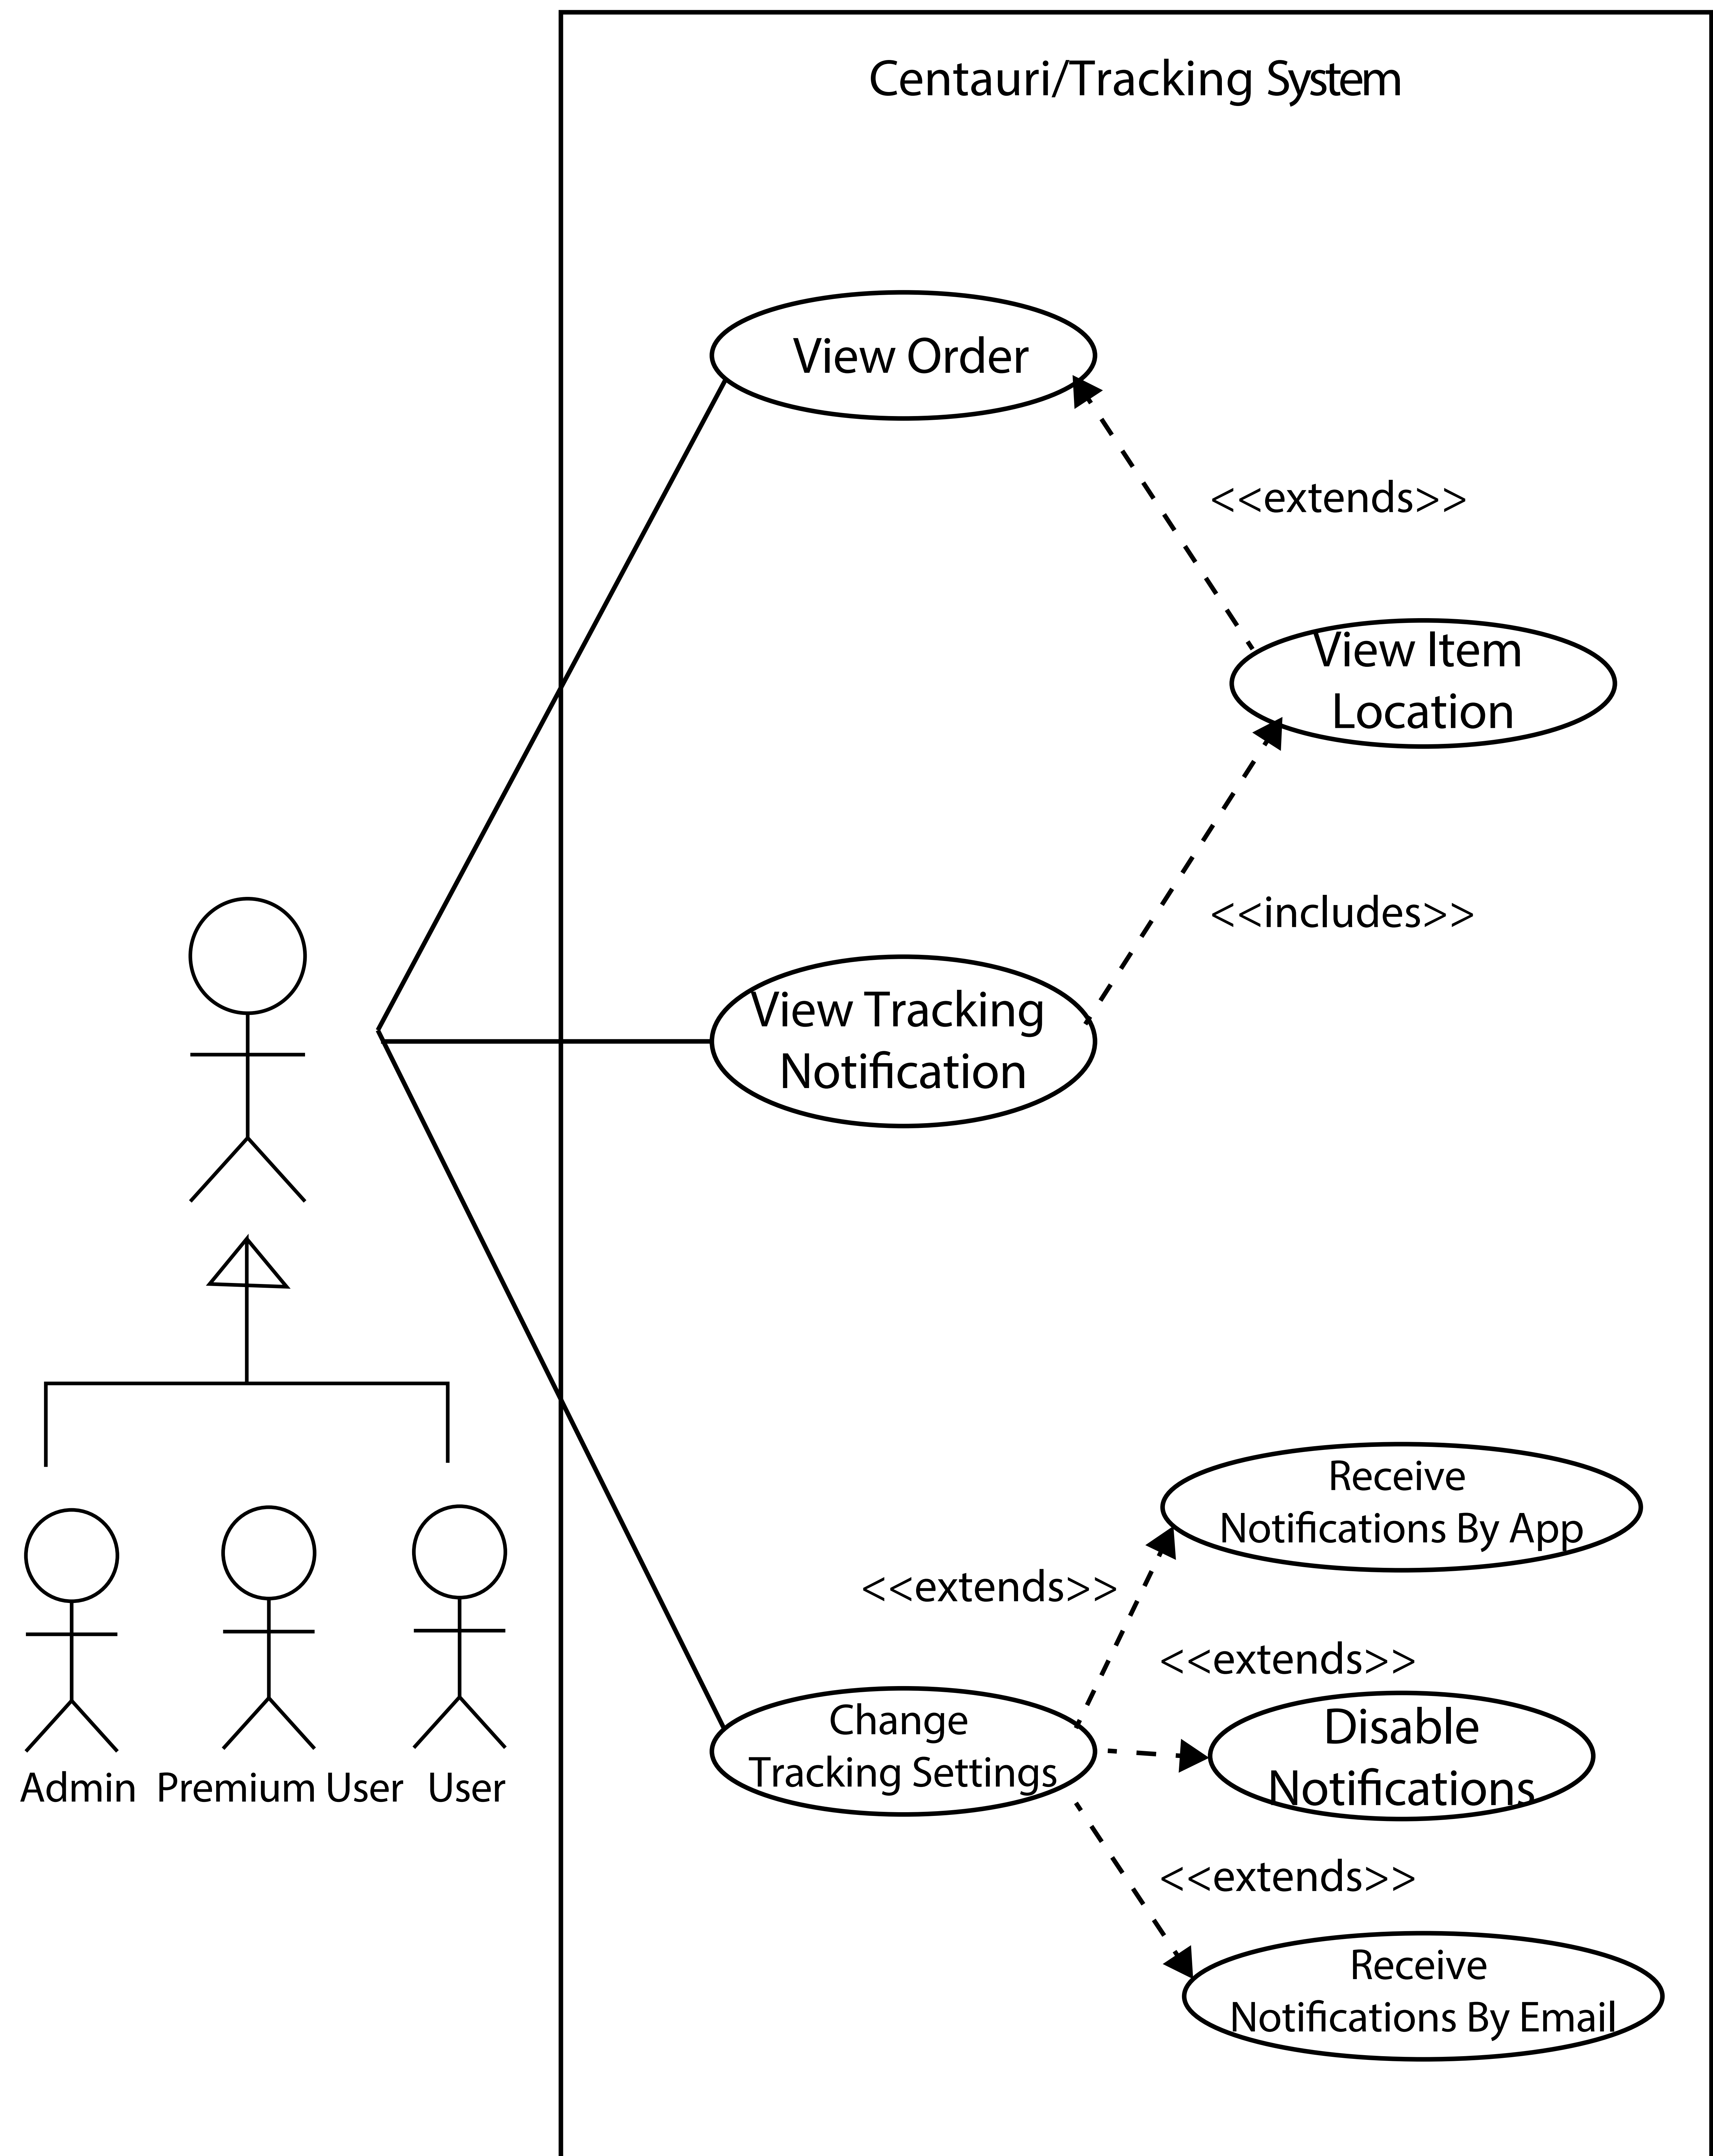 Centauri/Tracking System
View Order
<<extends>>
View Item
Location
<<includes>>
View Tracking
Notification
Receive
Notifications By App
<<extends>>
<<extends>>
Change
Tracking Settings
Disable
Notifications
Admin
Premium User
User
<<extends>>
Receive
Notifications By Email